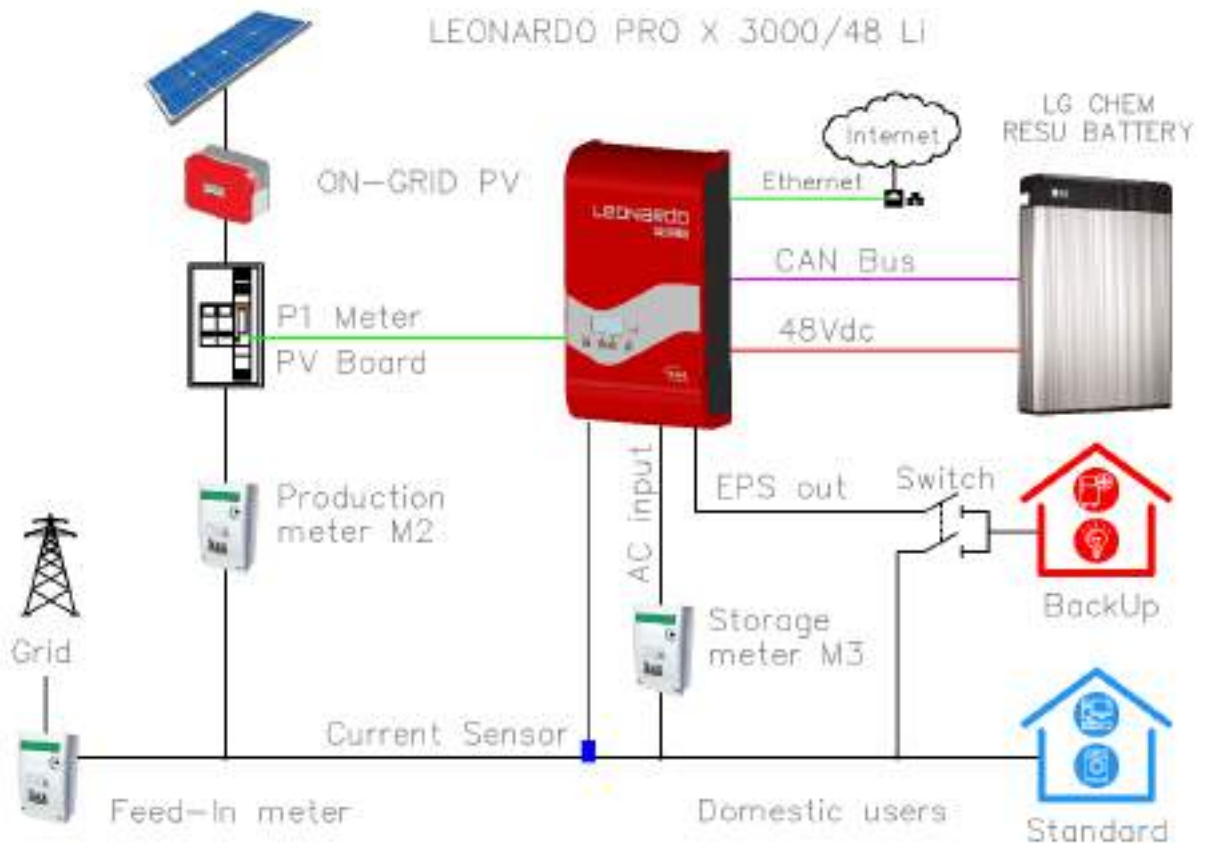 LEONARDO PRO X 3000/48 Li
LG CHEM
RESU BATTERY
Internet
Ethernet
ON-GRID PV
LEONARDO
CAN Bus
P1 Meter
48Vdc
PV Board
Switch
EPS out
AC input
Production
meter M2
BackUp
Storage
meter M3
Grid
Current Sensor
Feed-In meter
Domestic users
Standard